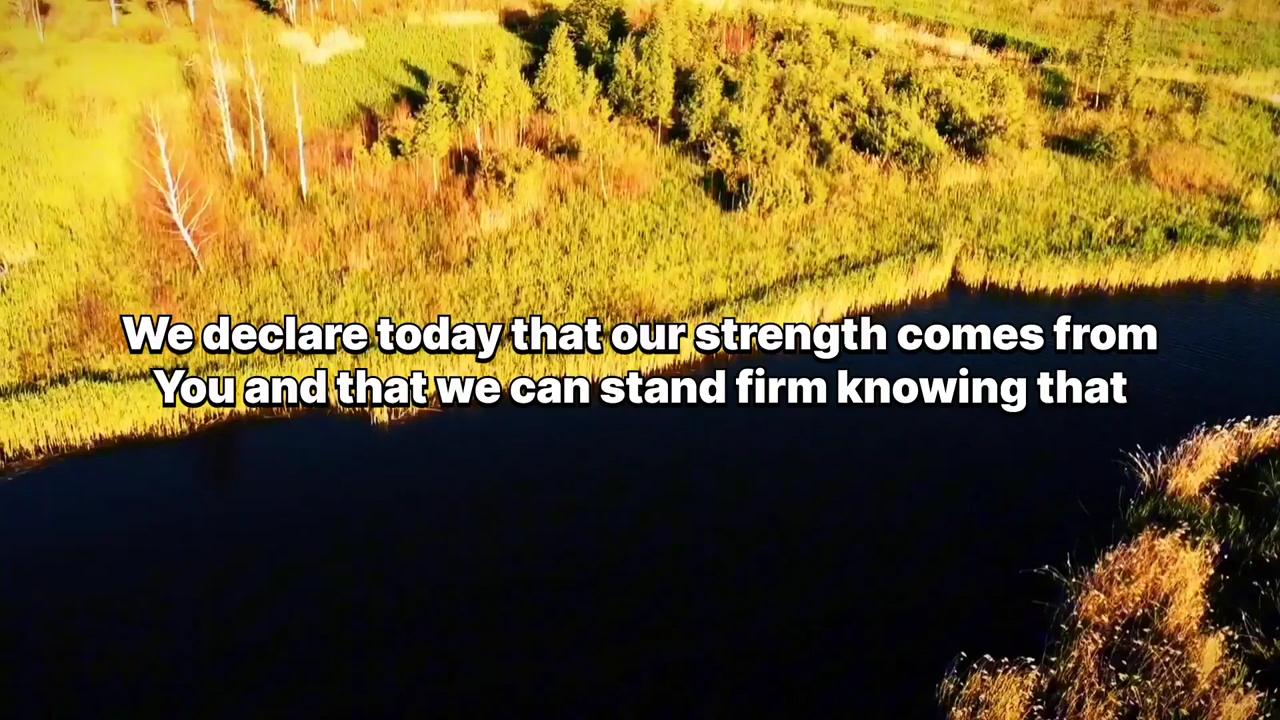 We declare today that our strength comes from
You and that we can stand firm knowing that